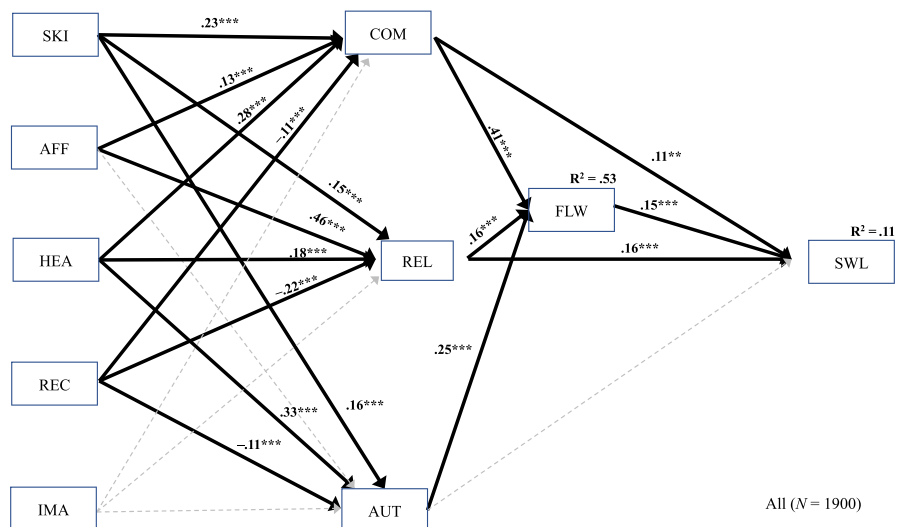 SKI
.23***
COM
.13***
.28***
–.11***
AFF
.41***
.11**
.15***
R² = .53
FLW
.15***
.46***
.16***
R² = .11
HEA
.18***
REL
.16***
SWL
–.22***
.25***
REC
.33***
.16***
–.11***
IMA
AUT
All (N = 1900)